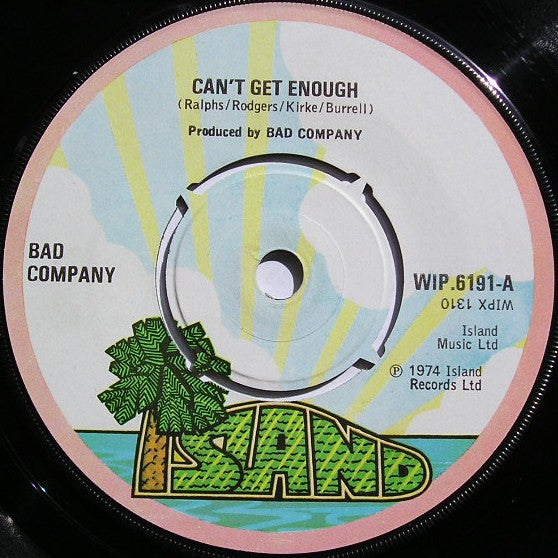 CAN'T GET ENOUGH
(Ralphs/Rodgers/Kirke/Burrell)
Produced by BAD COMPANY
BAD
COMPANY
WIP.6191-A
WIPX 1310
Island
Music Ltd
℗ 1974 Island
Records Ltd
ISLAND